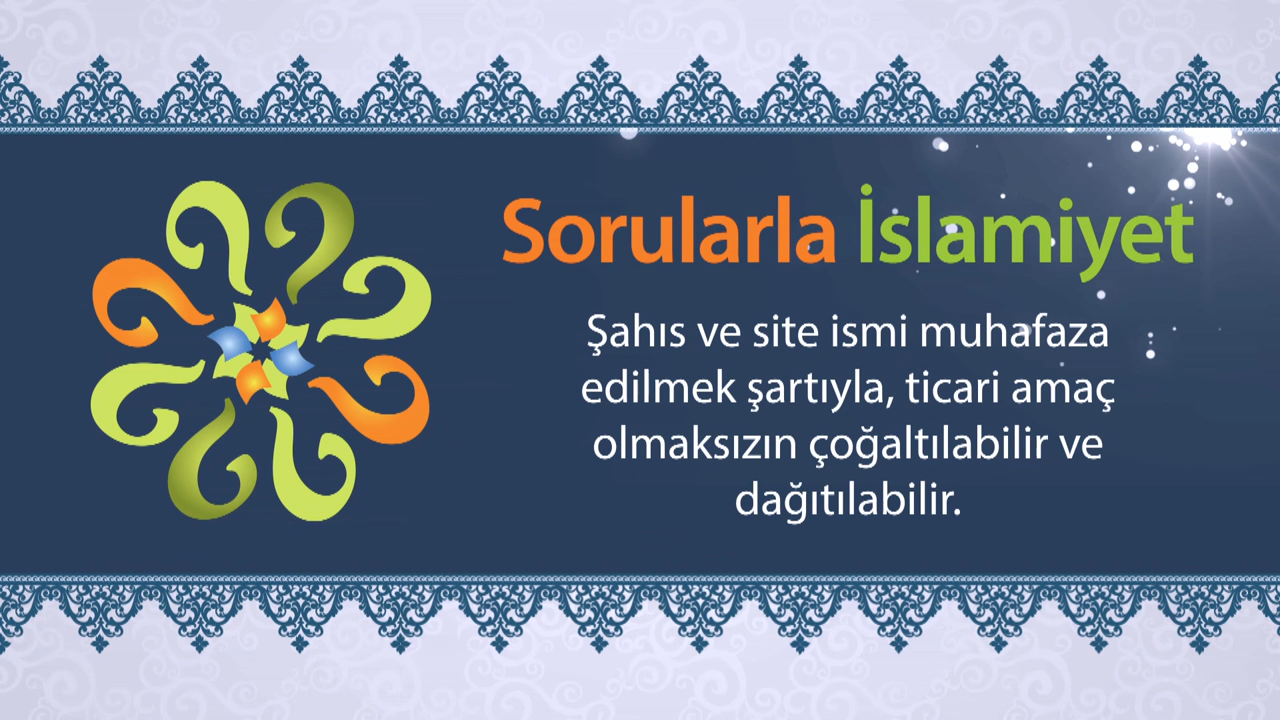 Sorularla İslamiyet
Şahıs ve site ismi muhafaza
edilmek şartıyla, ticari amaç
olmaksızın çoğaltılabilir ve
dağıtılabilir.